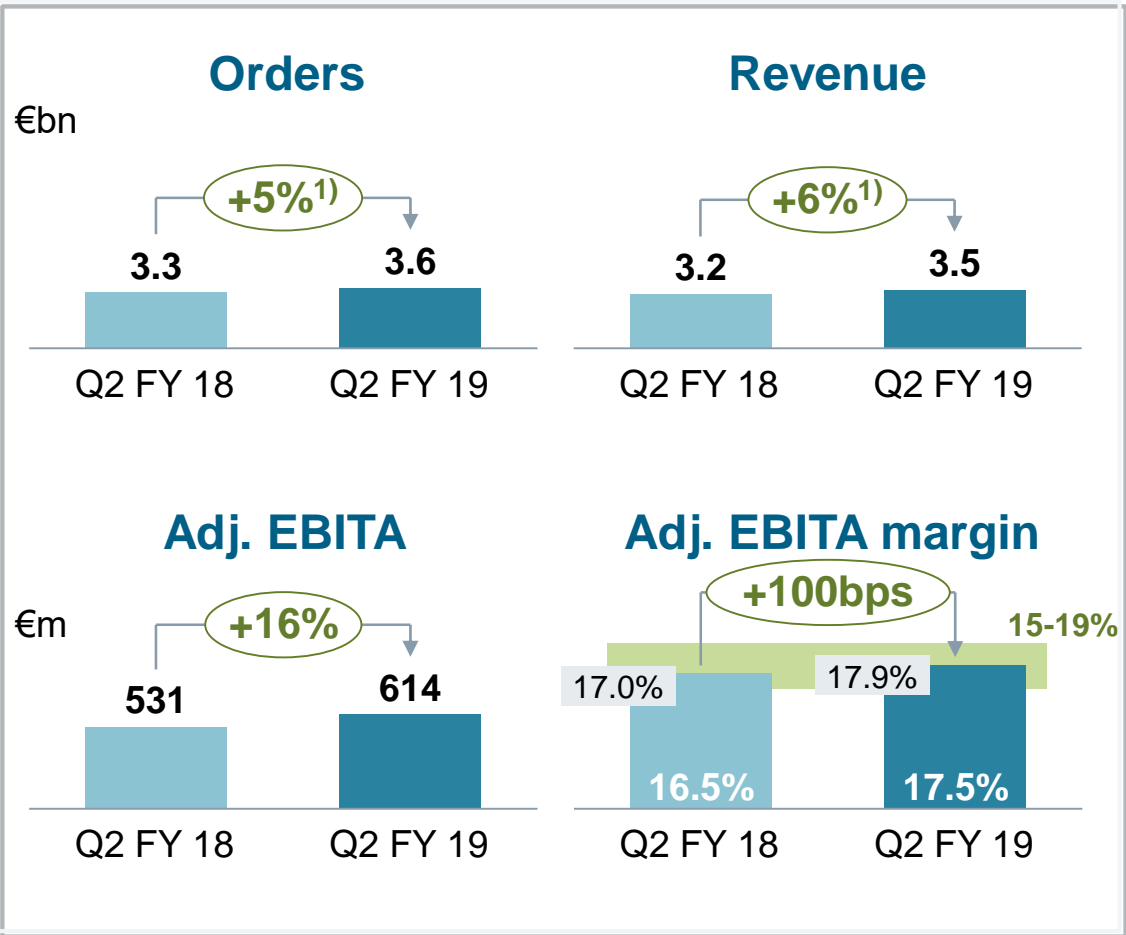 Orders
€bn
+5%1)
3.3
3.6
Q2 FY 18
Q2 FY 19
Revenue
+6%1)
3.2
3.5
Q2 FY 18
Q2 FY 19
Adj. EBITA
€m
+16%
531
614
Q2 FY 18
Q2 FY 19
Adj. EBITA margin
+100bps
15-19%
17.0%
17.9%
16.5%
17.5%
Q2 FY 18
Q2 FY 19